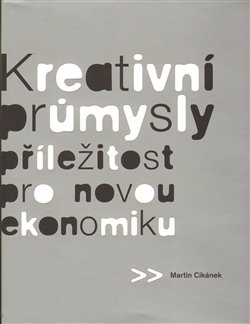 Kreativní
průmysly
příležitost
pro novou
ekonomiku
>> Martin Cikánek